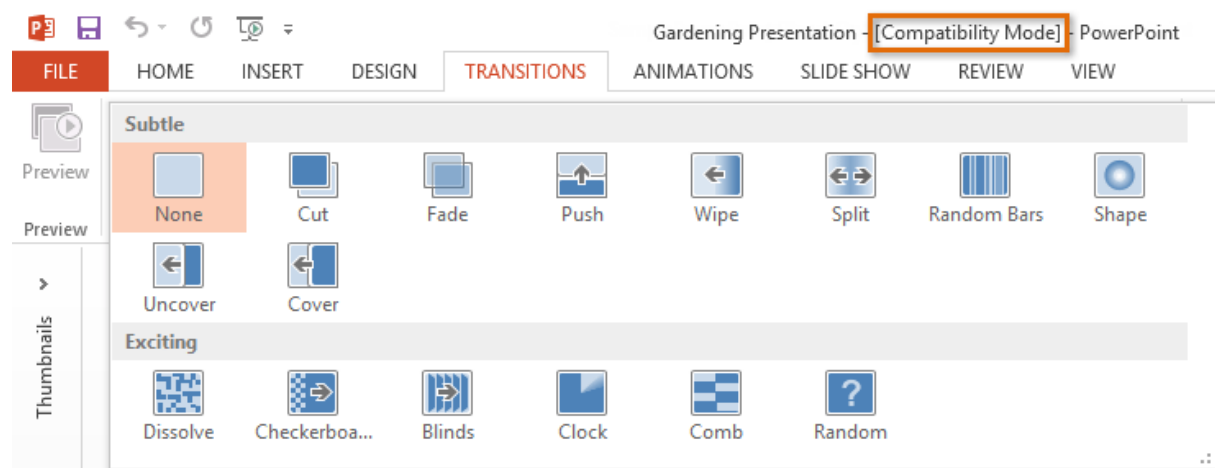 Gardening Presentation - [Compatibility Mode] - PowerPoint
FILE HOME INSERT DESIGN TRANSITIONS ANIMATIONS SLIDE SHOW REVIEW VIEW
Preview
Preview
Thumbnails
Subtle
None Cut Fade Push Wipe Split Random Bars Shape
Uncover Cover
Exciting
Dissolve Checkerboa... Blinds Clock Comb Random